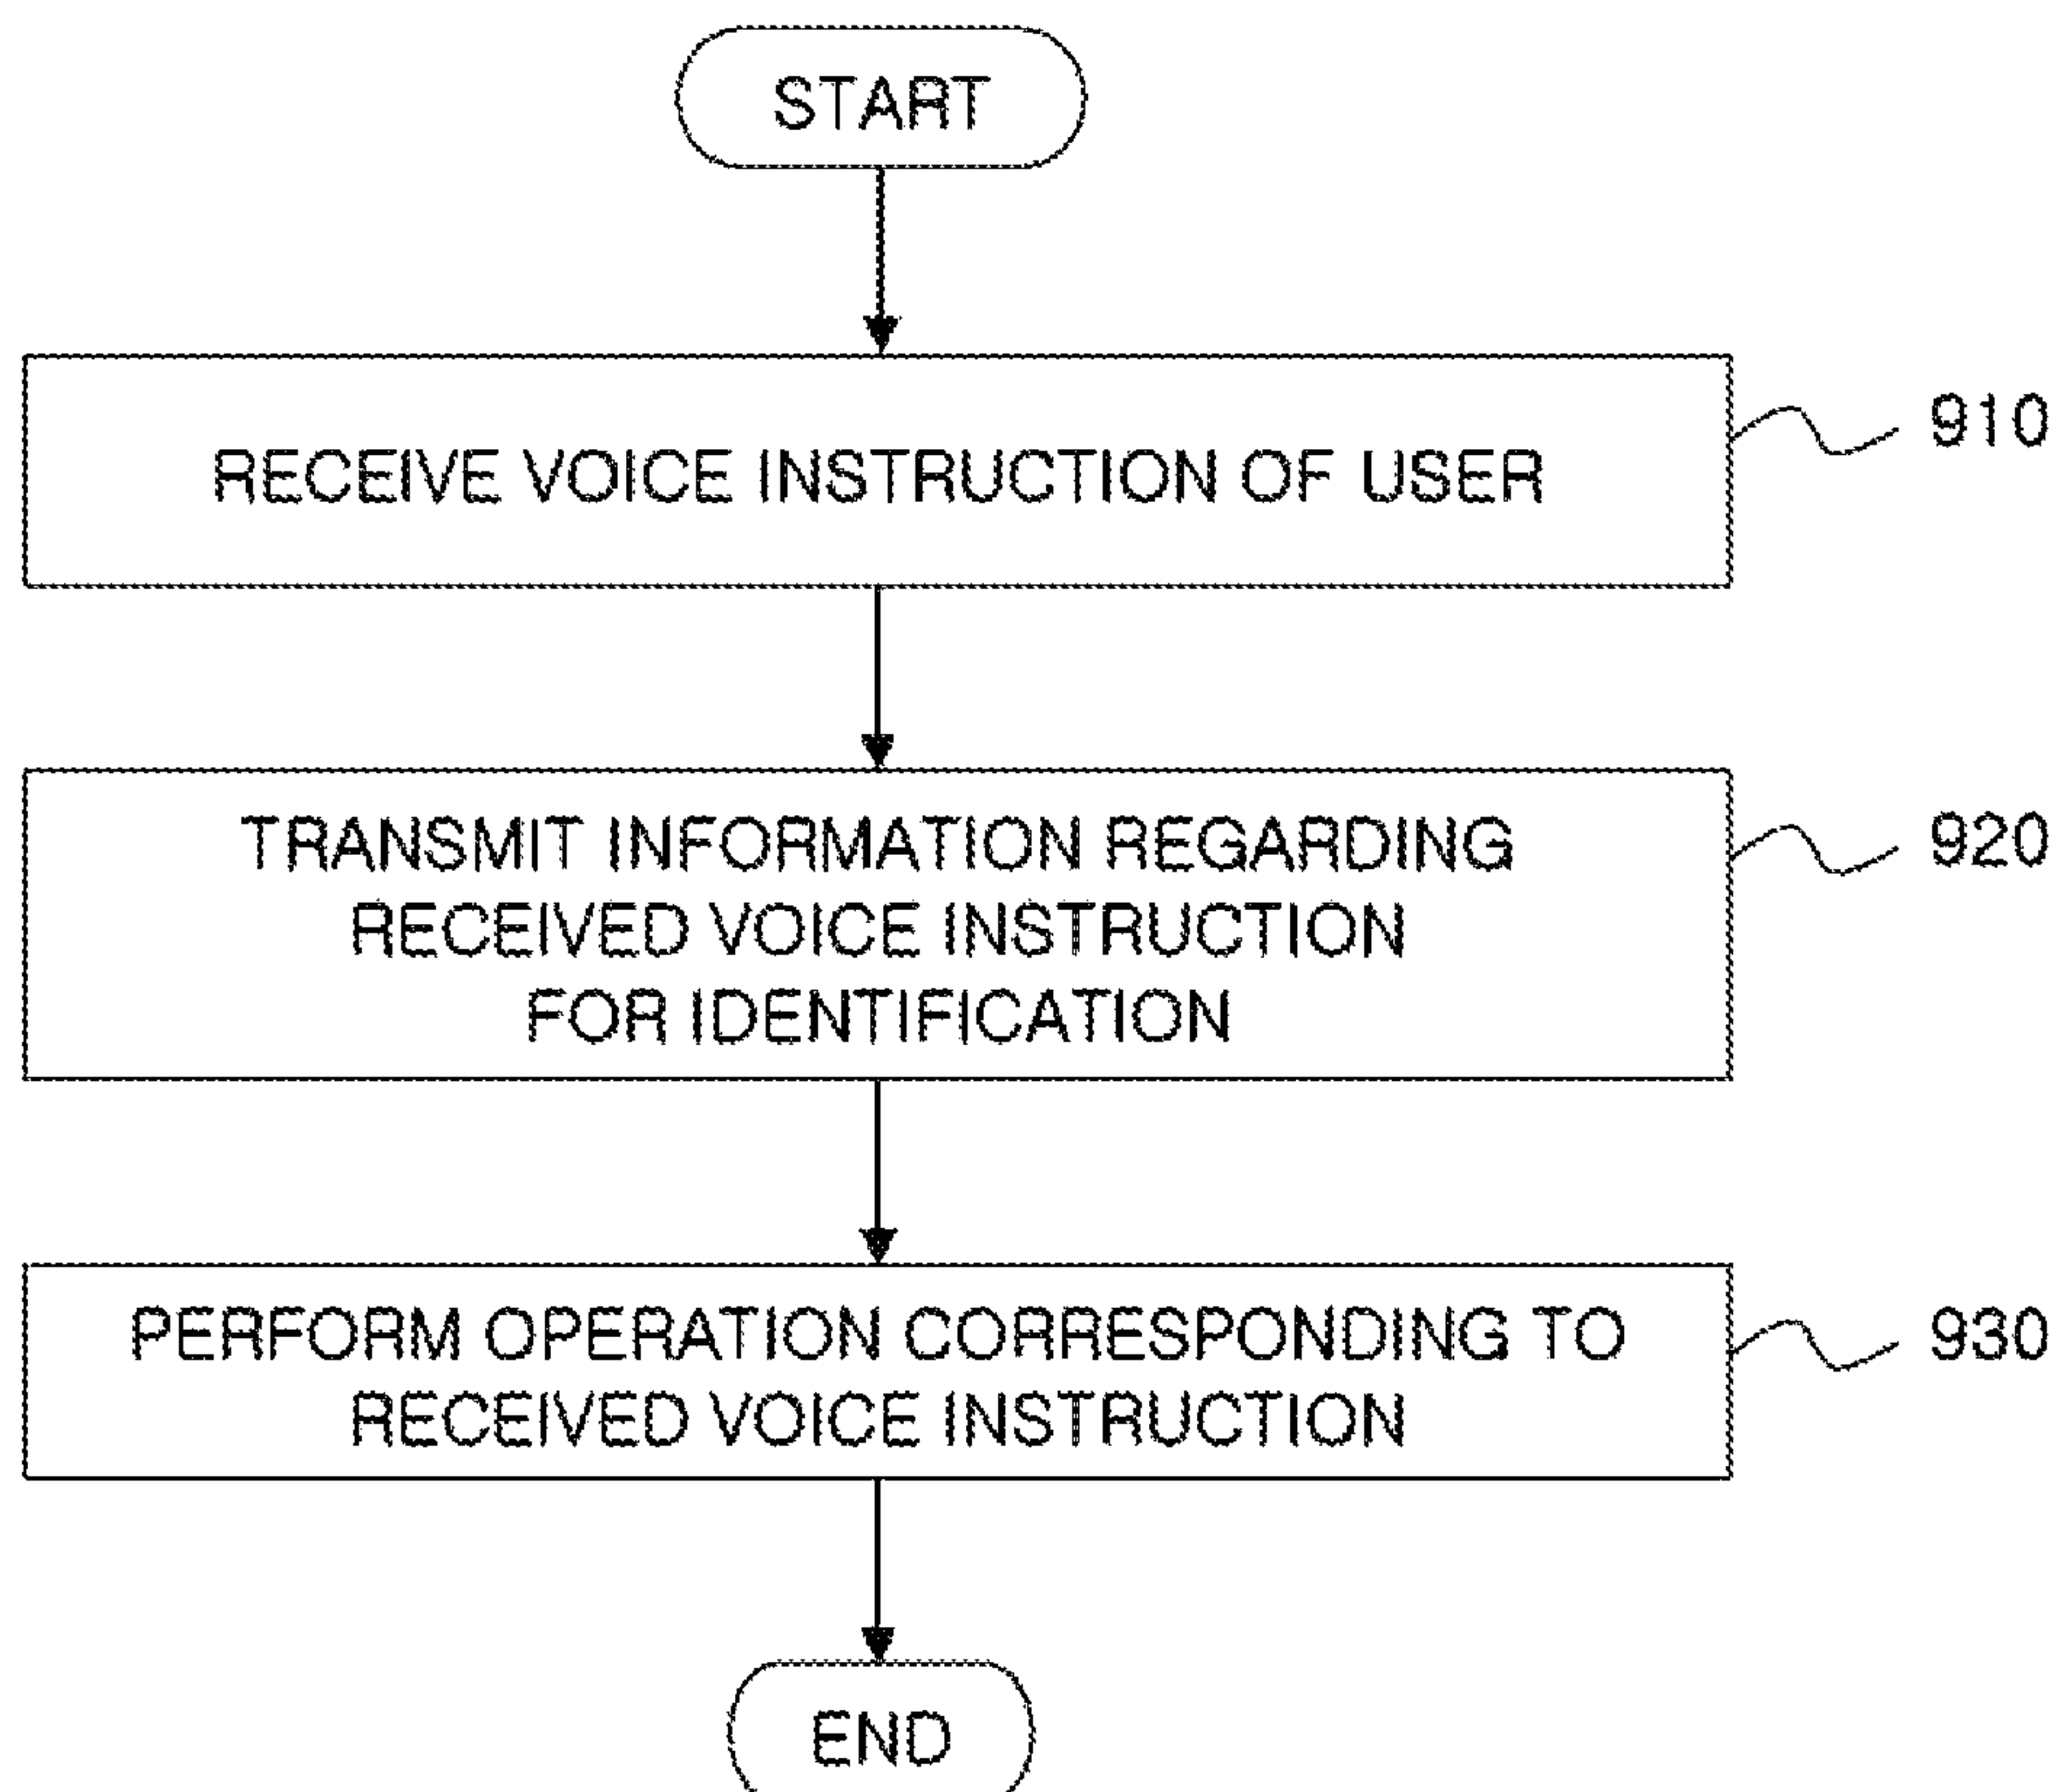 START
RECEIVE VOICE INSTRUCTION OF USER
910
TRANSMIT INFORMATION REGARDING
RECEIVED VOICE INSTRUCTION
FOR IDENTIFICATION
920
PERFORM OPERATION CORRESPONDING TO
RECEIVED VOICE INSTRUCTION
930
END